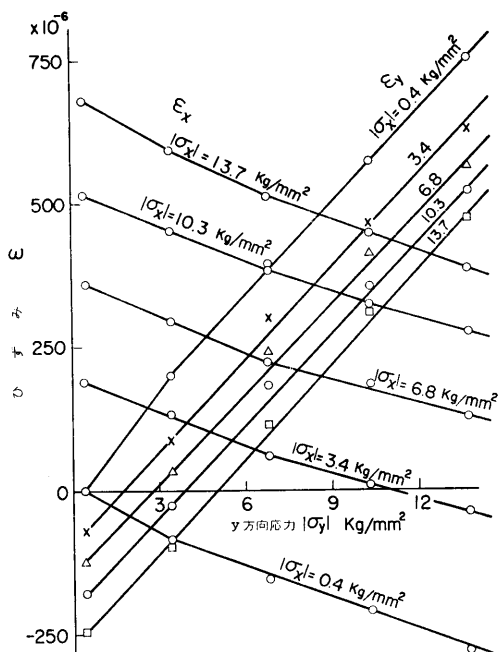 ×10⁻⁶
750
500
250
0
-250
ε
ひずみ
εx
εy
|σx|=0.4 Kg/mm²
3.4
6.8
10.3
13.7
|σx|=13.7 Kg/mm²
|σx|=10.3 Kg/mm²
|σx|=6.8 Kg/mm²
|σx|=3.4 Kg/mm²
3 6 9 12
y方向応力 |σy| Kg/mm²
|σx|=0.4 Kg/mm²